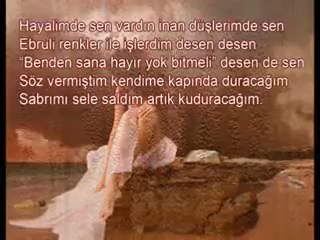 Hayalimde sen vardın inan düşlerimde sen
Ebruli renkler ile işlerdim desen desen
“Benden sana hayır yok bitmeli” desen de sen
Söz vermiştim kendime kapında duracağım
Sabrımı sele saldım artık kuduracağım.